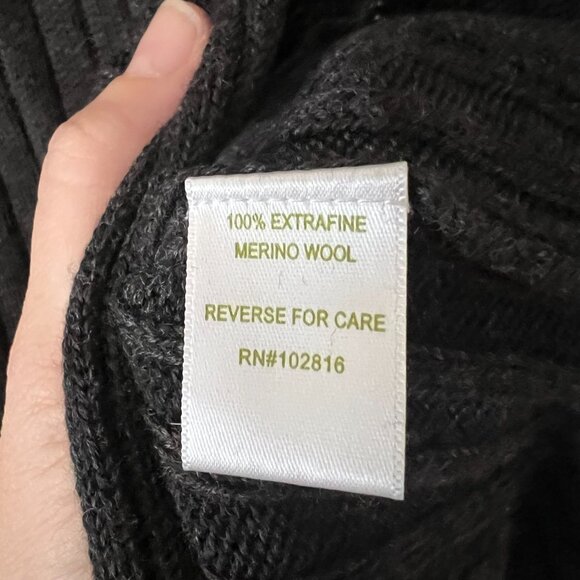 100% EXTRAFINE
MERINO WOOL
REVERSE FOR CARE
RN#102816